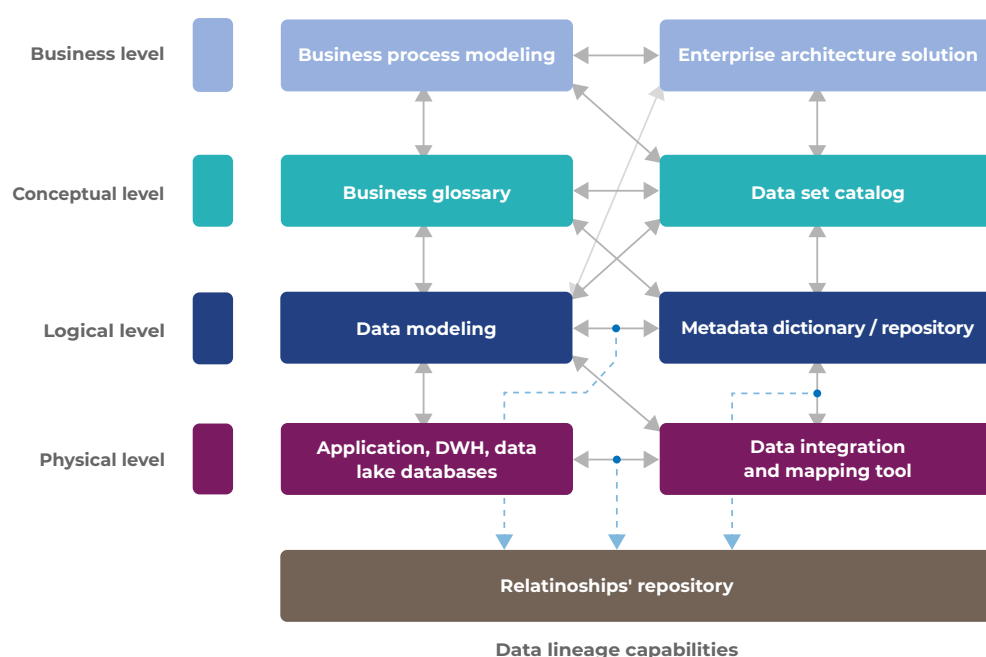 Business level
Business process modeling
Enterprise architecture solution
Conceptual level
Business glossary
Data set catalog
Logical level
Data modeling
Metadata dictionary / repository
Physical level
Application, DWH, data
lake databases
Data integration
and mapping tool
Relatinoships' repository
Data lineage capabilities